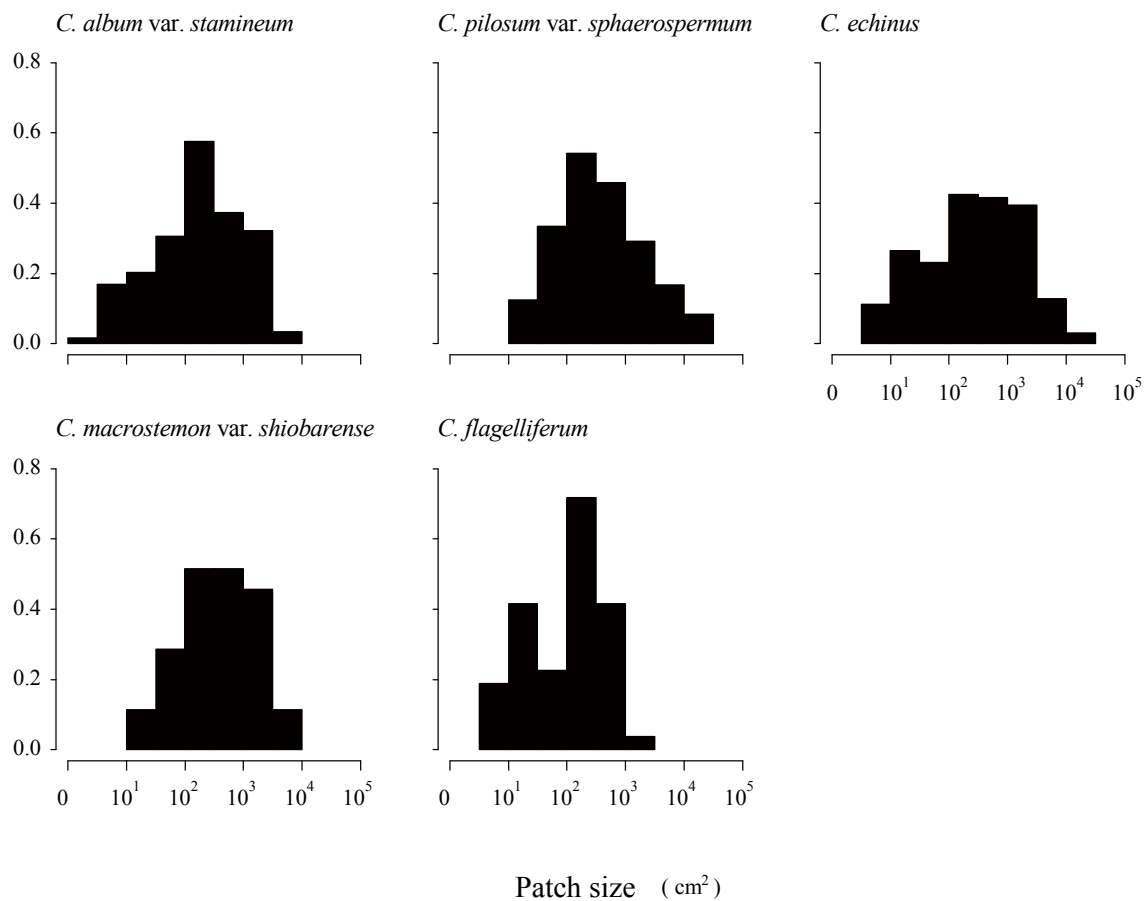 C. album var. stamineum
C. pilosum var. sphaerospermum
C. echinus
0.8
0.6
0.4
0.2
0.0
0 10¹ 10² 10³ 10⁴ 10⁵
C. macrostemon var. shiobarense
C. flagelliferum
0.8
0.6
0.4
0.2
0.0
0 10¹ 10² 10³ 10⁴ 10⁵
0 10¹ 10² 10³ 10⁴ 10⁵
Patch size ( cm² )